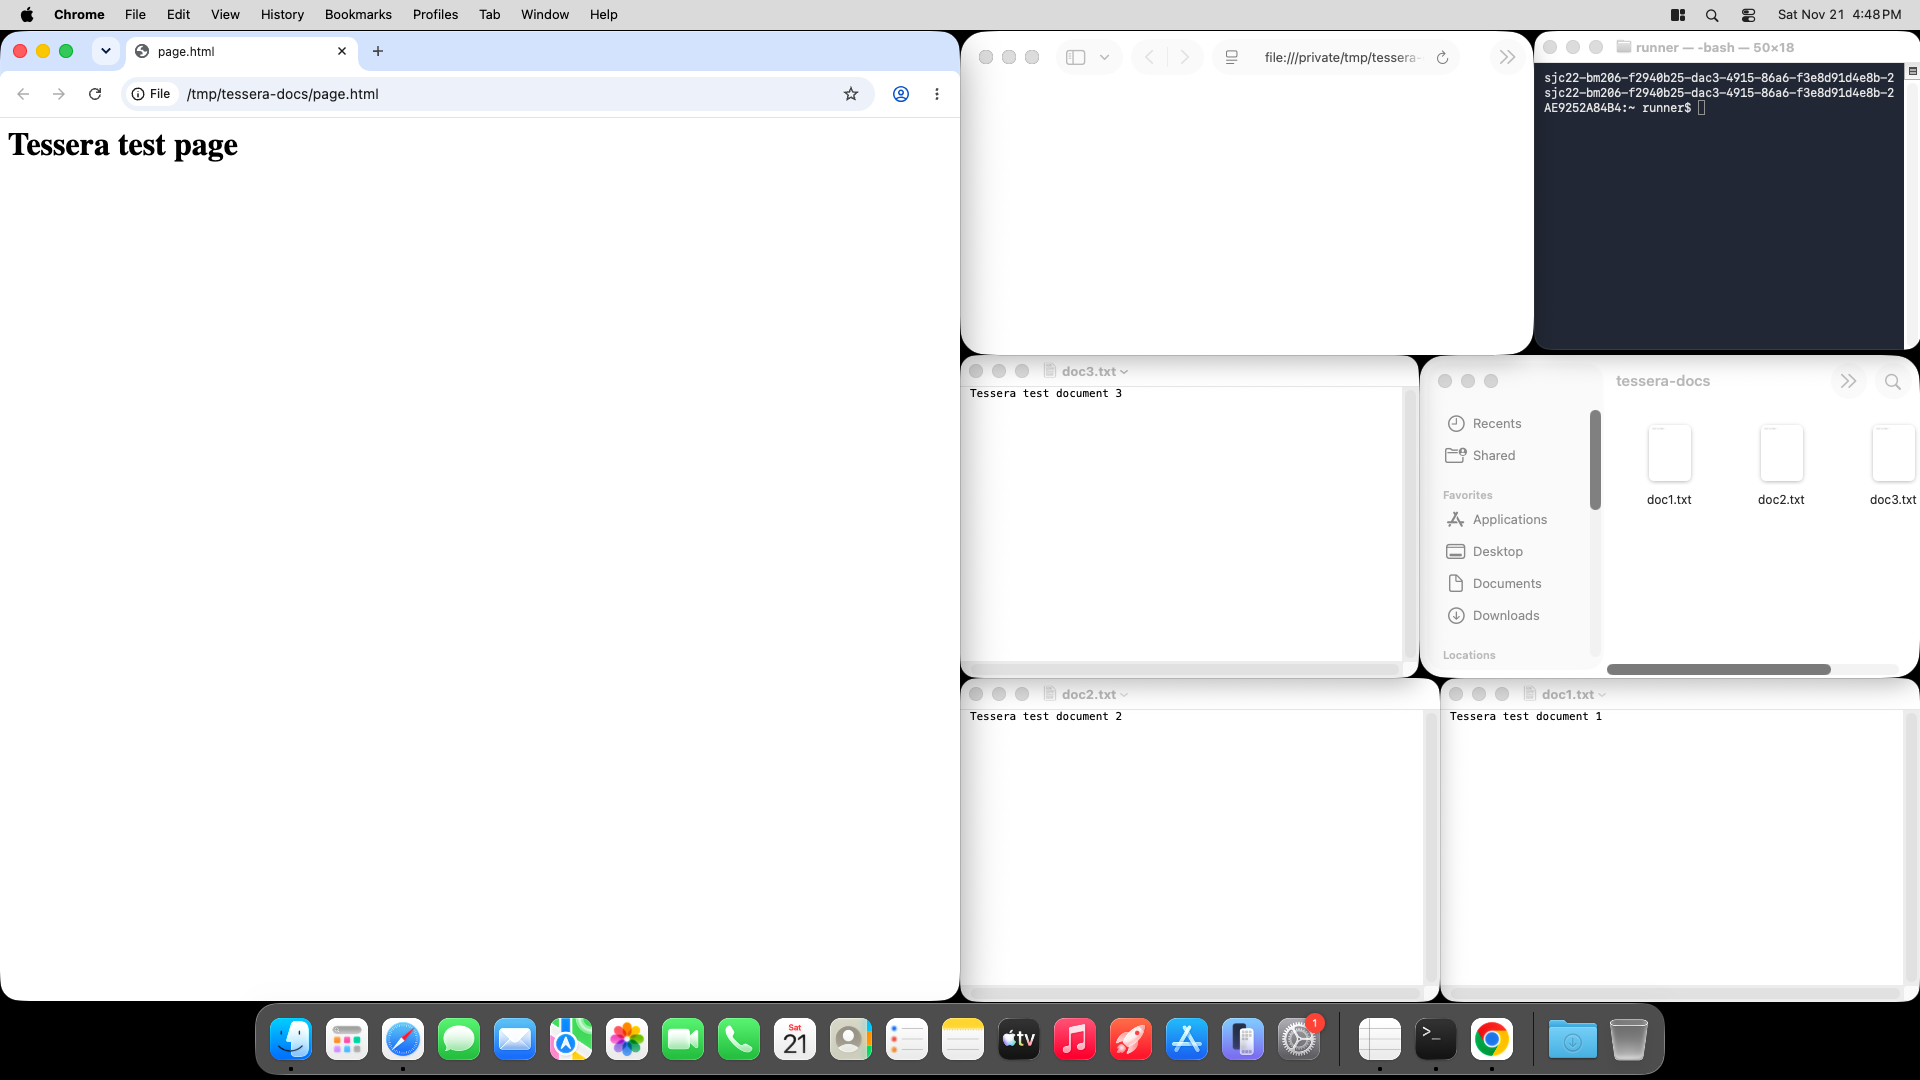 Chrome File Edit View History Bookmarks Profiles Tab Window Help
Sat Nov 21 4:48 PM
page.html
File /tmp/tessera-docs/page.html
Tessera test page
file:///private/tmp/tessera-
runner — -bash — 50×18
sjc22-bm206-f2940b25-dac3-4915-86a6-f3e8d91d4e8b-2
sjc22-bm206-f2940b25-dac3-4915-86a6-f3e8d91d4e8b-2
AE9252A84B4:~ runner$
doc3.txt
Tessera test document 3
tessera-docs
Recents
Shared
Favorites
Applications
Desktop
Documents
Downloads
Locations
doc1.txt doc2.txt doc3.txt
doc2.txt
Tessera test document 2
doc1.txt
Tessera test document 1
Sat
21
tv
1
>_